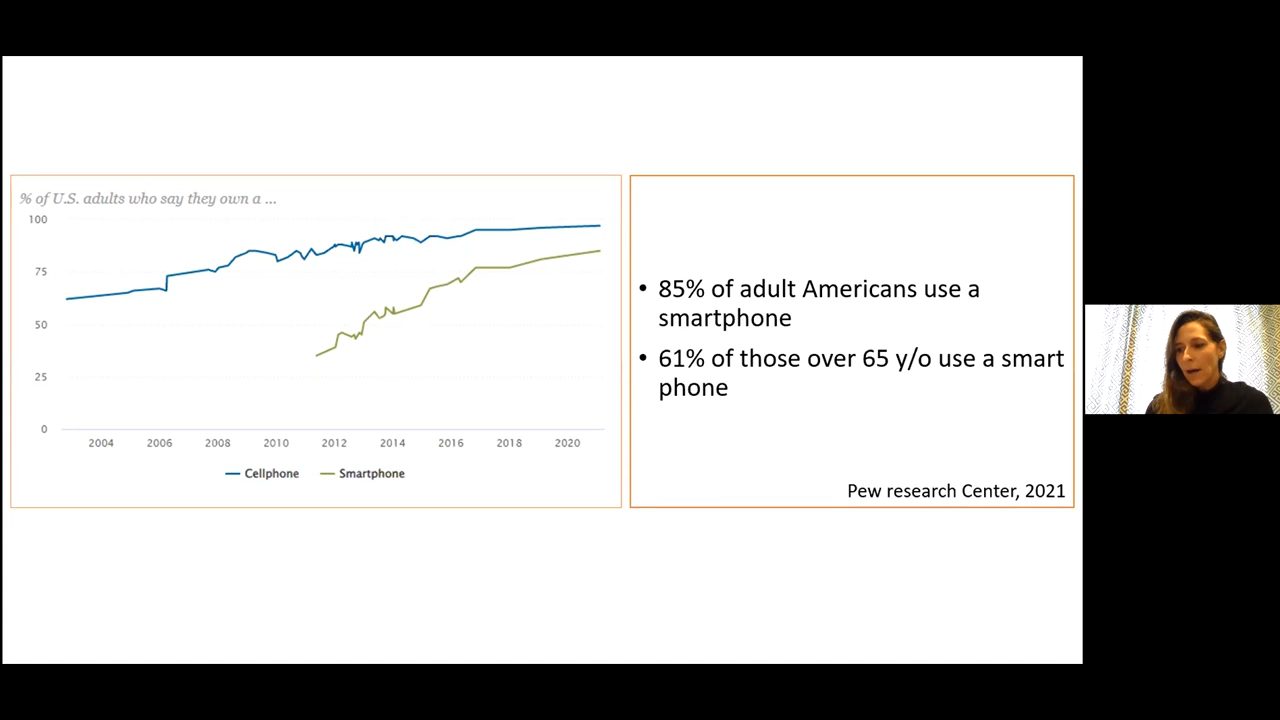 % of U.S. adults who say they own a ...
100
75
50
25
0
2004 2006 2008 2010 2012 2014 2016 2018 2020
Cellphone Smartphone
• 85% of adult Americans use a
smartphone
• 61% of those over 65 y/o use a smart
phone
Pew research Center, 2021